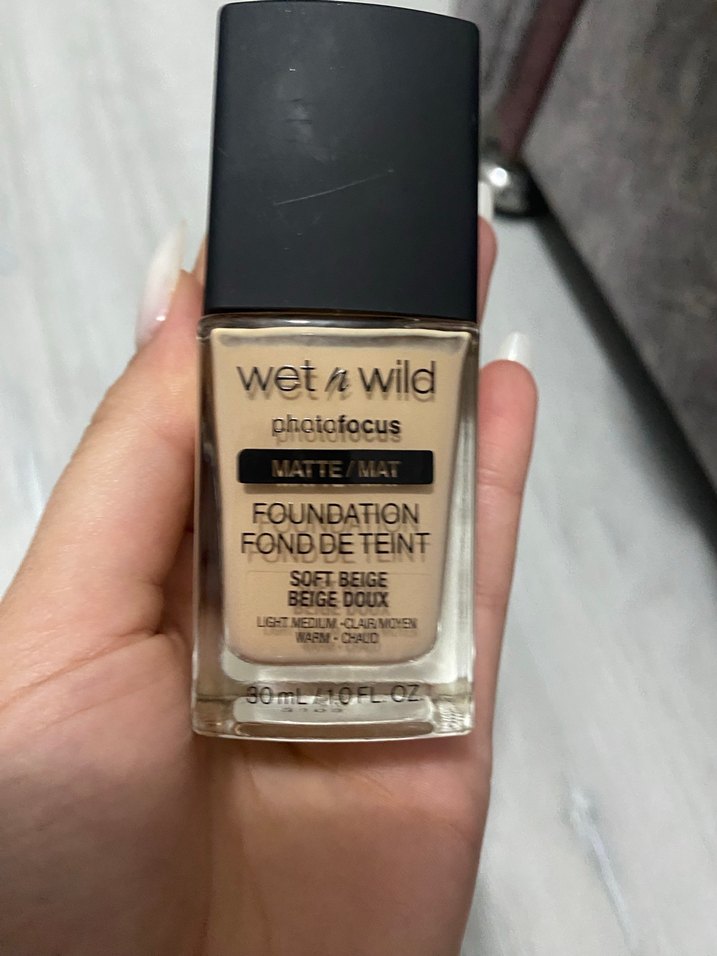 wet n wild
photofocus
MATTE / MAT
FOUNDATION
FOND DE TEINT
SOFT BEIGE
BEIGE DOUX
LIGHT MEDIUM - CLAIR/MOYEN
WARM - CHAUD
30 mL / 1.0 FL. OZ.